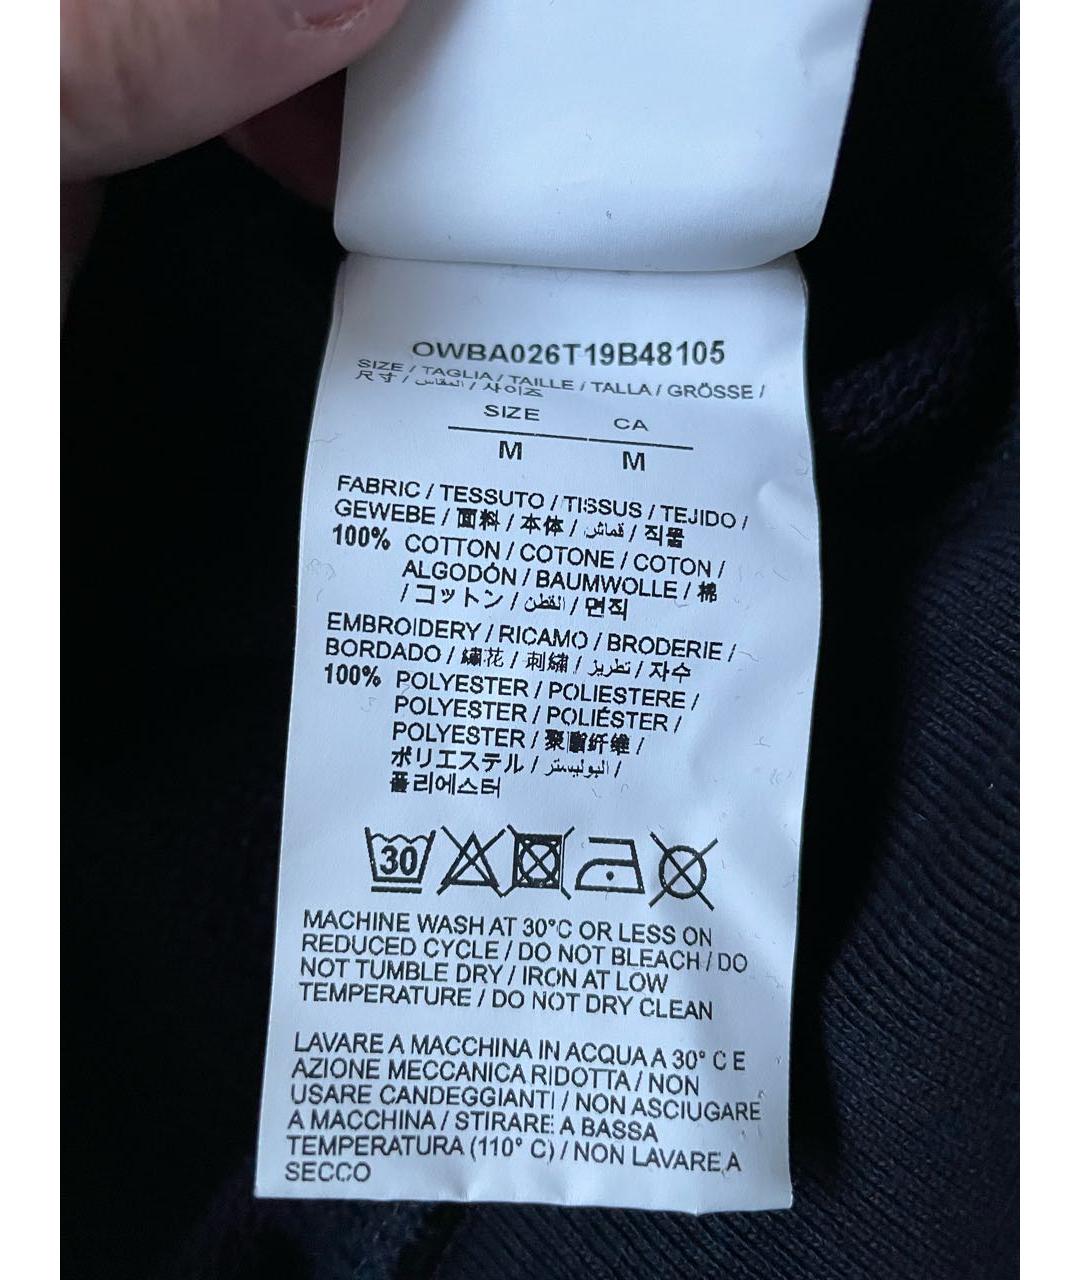 OWBA026T19B48105
SIZE / TAGLIA / TAILLE / TALLA / GRÖSSE /
尺寸 / المقاس / 사이즈
SIZE CA
M M
FABRIC / TESSUTO / TISSUS / TEJIDO /
GEWEBE / 面料 / 本体 / قماش / 직물
100% COTTON / COTONE / COTON /
ALGODÓN / BAUMWOLLE / 棉
/ コットン / القطن / 면직
EMBROIDERY / RICAMO / BRODERIE /
BORDADO / 繡花 / 刺繍 / تطريز / 자수
100% POLYESTER / POLIESTERE /
POLYESTER / POLIÉSTER /
POLYESTER / 聚酯纤维 /
ポリエステル / البوليستر /
폴리에스터
30
MACHINE WASH AT 30°C OR LESS ON
REDUCED CYCLE / DO NOT BLEACH / DO
NOT TUMBLE DRY / IRON AT LOW
TEMPERATURE / DO NOT DRY CLEAN
LAVARE A MACCHINA IN ACQUA A 30° C E
AZIONE MECCANICA RIDOTTA / NON
USARE CANDEGGIANTI / NON ASCIUGARE
A MACCHINA / STIRARE A BASSA
TEMPERATURA (110° C) / NON LAVARE A
SECCO